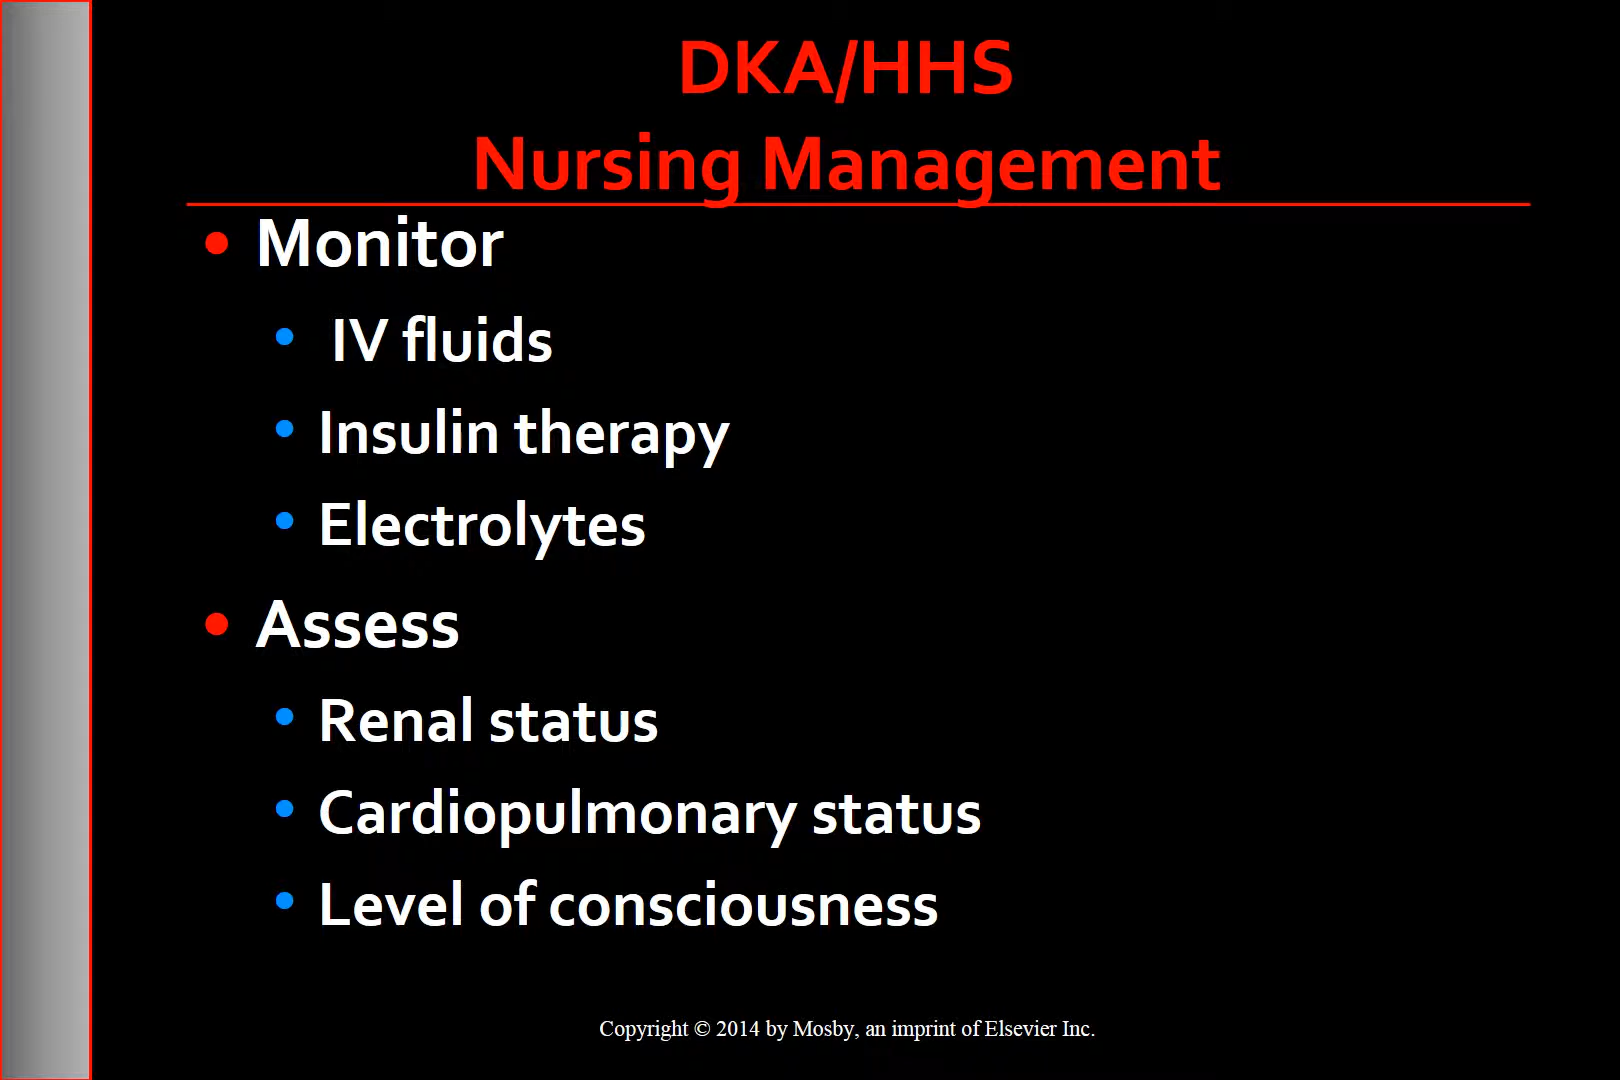 DKA/HHS
Nursing Management
• Monitor
• IV fluids
• Insulin therapy
• Electrolytes
• Assess
• Renal status
• Cardiopulmonary status
• Level of consciousness
Copyright © 2014 by Mosby, an imprint of Elsevier Inc.